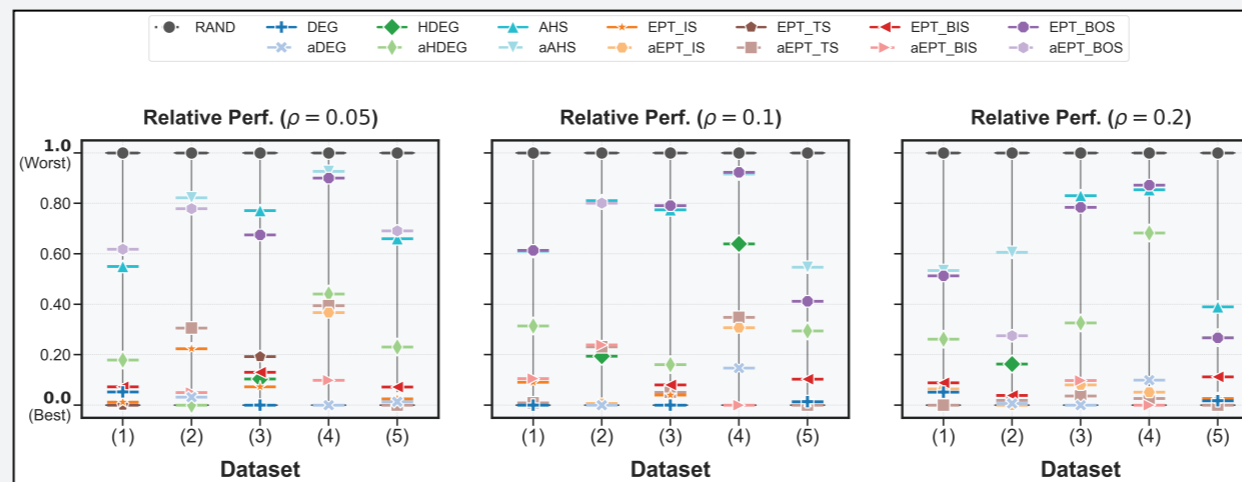 RAND DEG HDEG AHS EPT_IS EPT_TS EPT_BIS EPT_BOS
aDEG aHDEG aAHS aEPT_IS aEPT_TS aEPT_BIS aEPT_BOS
Relative Perf. (ρ = 0.05) Relative Perf. (ρ = 0.1) Relative Perf. (ρ = 0.2)
1.0
(Worst)
0.80
0.60
0.40
0.20
0.0
(Best)
(1) (2) (3) (4) (5) (1) (2) (3) (4) (5) (1) (2) (3) (4) (5)
Dataset Dataset Dataset